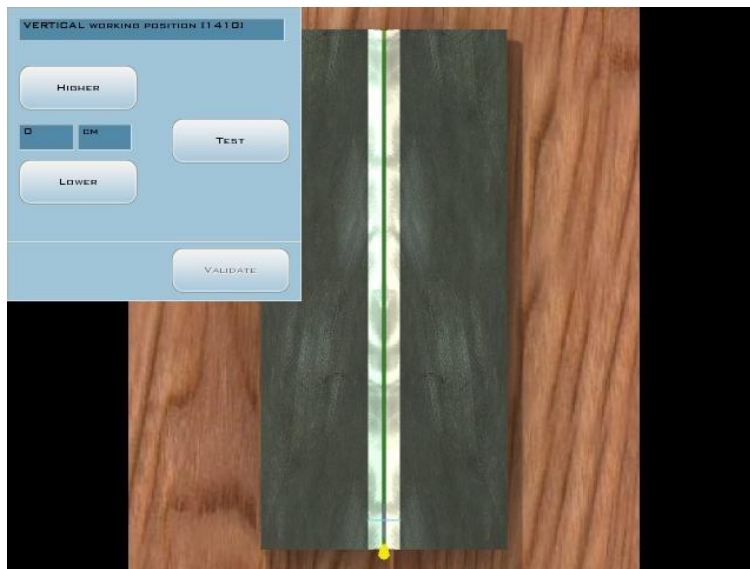 VERTICAL WORKING POSITION (1410)
HIGHER
0 CM
TEST
LOWER
VALIDATE